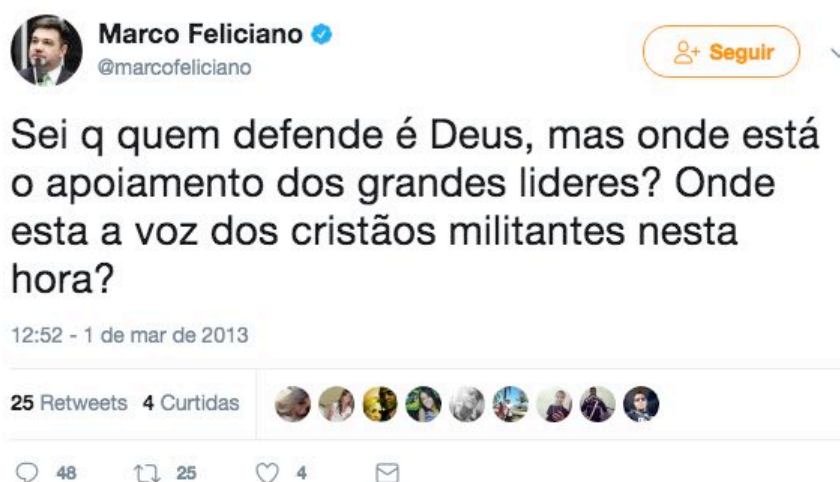 Marco Feliciano
@marcofeliciano
Seguir
Sei q quem defende é Deus, mas onde está
o apoiamento dos grandes lideres? Onde
esta a voz dos cristãos militantes nesta
hora?
12:52 - 1 de mar de 2013
25 Retweets 4 Curtidas
48 25 4